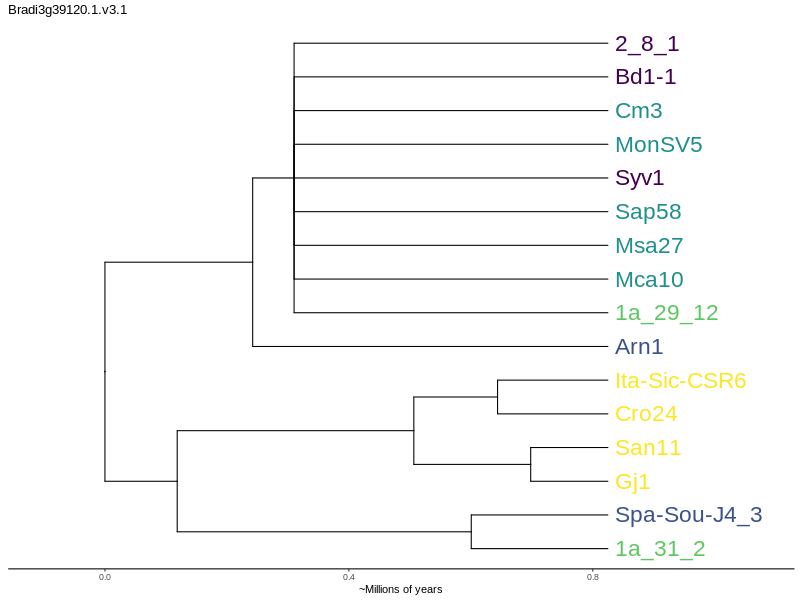 Bradi3g39120.1.v3.1
2_8_1
Bd1-1
Cm3
MonSV5
Syv1
Sap58
Msa27
Mca10
1a_29_12
Arn1
Ita-Sic-CSR6
Cro24
San11
Gj1
Spa-Sou-J4_3
1a_31_2
0.0 0.4 0.8
~Millions of years